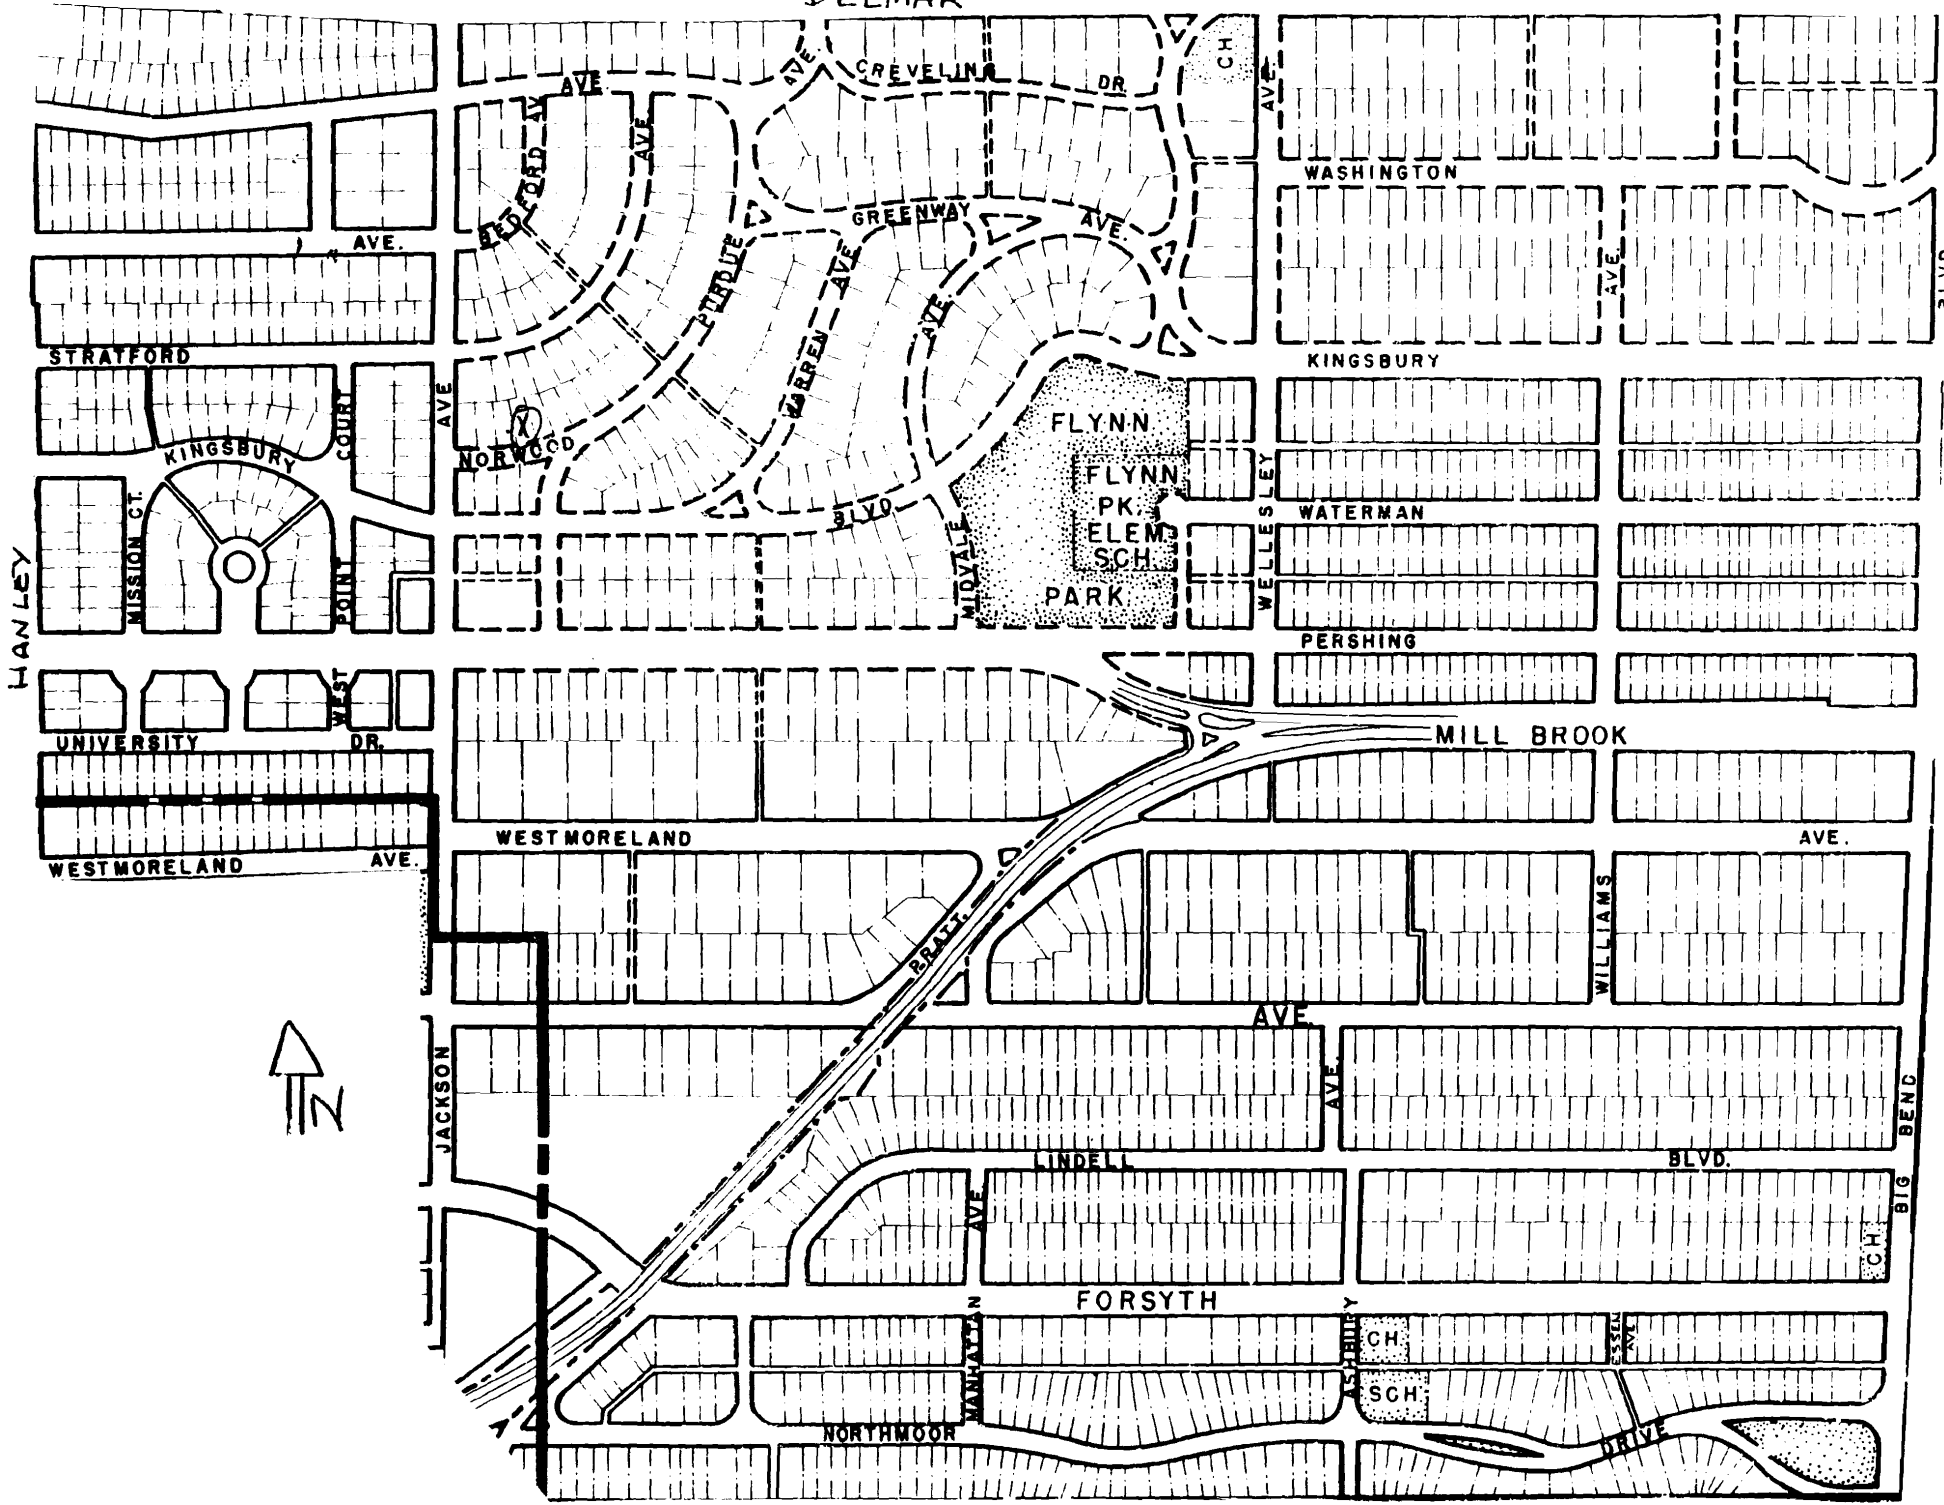 DELMAR
CH
AVE.
CREVELING
DR.
AVE.
AVE.
BEDFORD AV
AVE
WASHINGTON
GREENWAY
AVE.
AVE.
PURDUE
WARREN
AVE
AVE.
AVE.
STRATFORD
KINGSBURY
AVE
COURT
X
NORWOOD
KINGSBURY
FLYNN
FLYNN
PK.
ELEM
SCH
PARK
WELLESLEY
WATERMAN
BLVD
MIDVALE
MISSION CT.
POINT
HANLEY
PERSHING
WEST
UNIVERSITY
DR.
MILL BROOK
WESTMORELAND
AVE.
WESTMORELAND
AVE.
WILLIAMS
PRATT
AVE.
N
JACKSON
AVE.
BIG BEND
LINDELL
BLVD.
AVE
CH
FORSYTH
MANHATTAN
ASHBURY
CH
ESSEN
AVE
SCH
NORTHMOOR
DRIVE